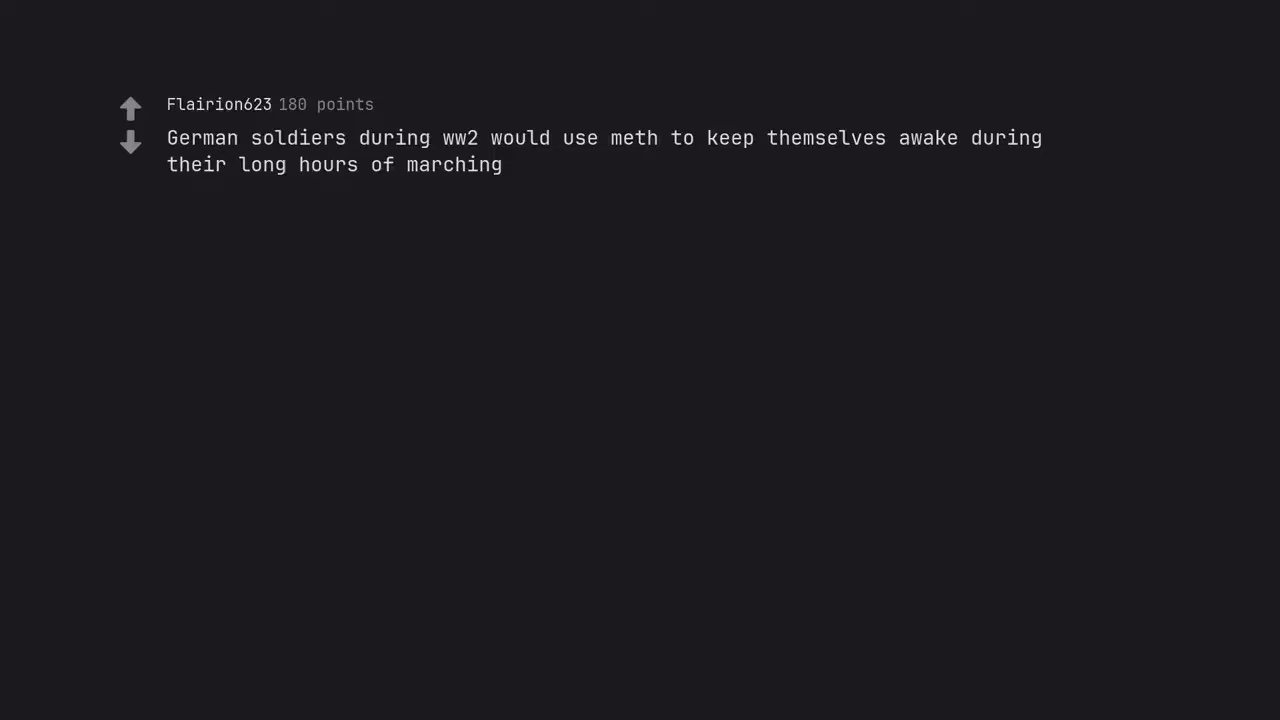 Flairion623 180 points
German soldiers during ww2 would use meth to keep themselves awake during
their long hours of marching